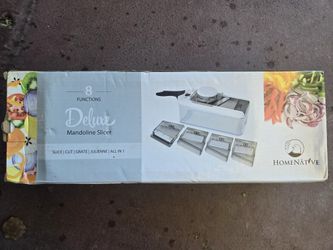 8
FUNCTIONS
Deluxe
Mandoline Slicer
SLICE | CUT | GRATE | JULIENNE | ALL IN 1
HOMENATIVE